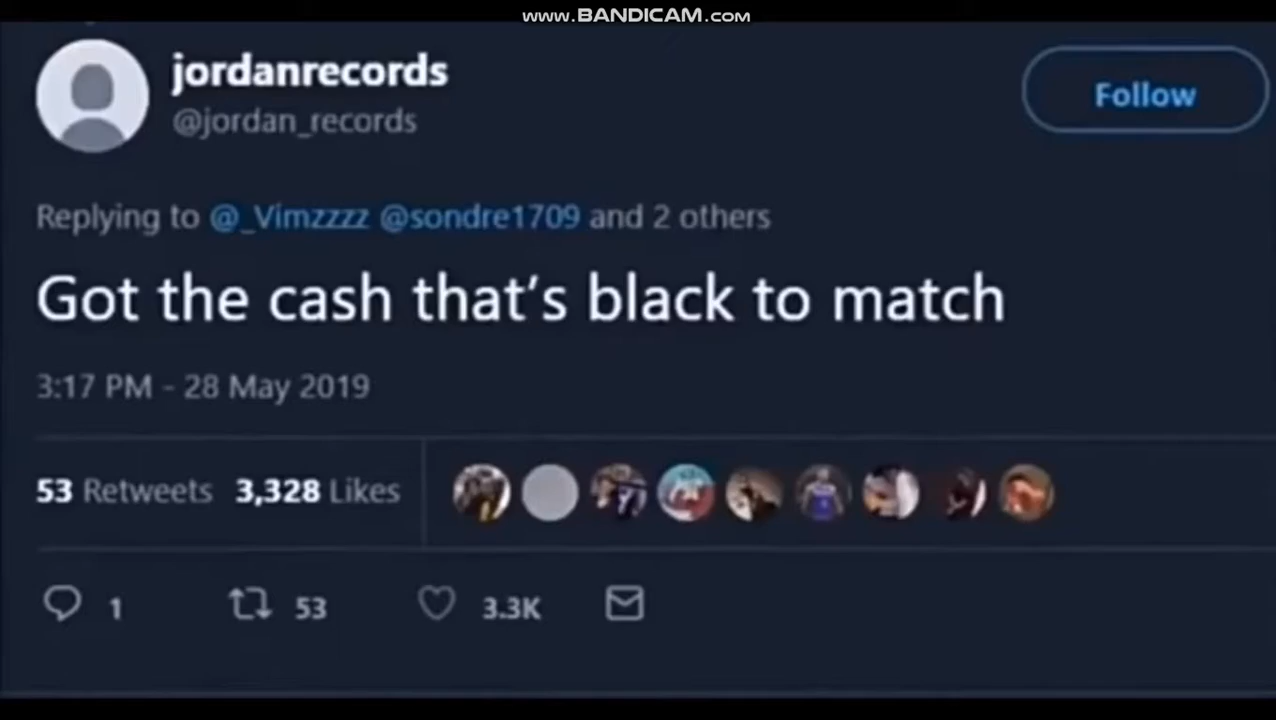 www.BANDICAM.com
jordanrecords
@jordan_records
Follow
Replying to @_Vimzzzz @sondre1709 and 2 others
Got the cash that's black to match
3:17 PM - 28 May 2019
53 Retweets 3,328 Likes
1 53 3.3K